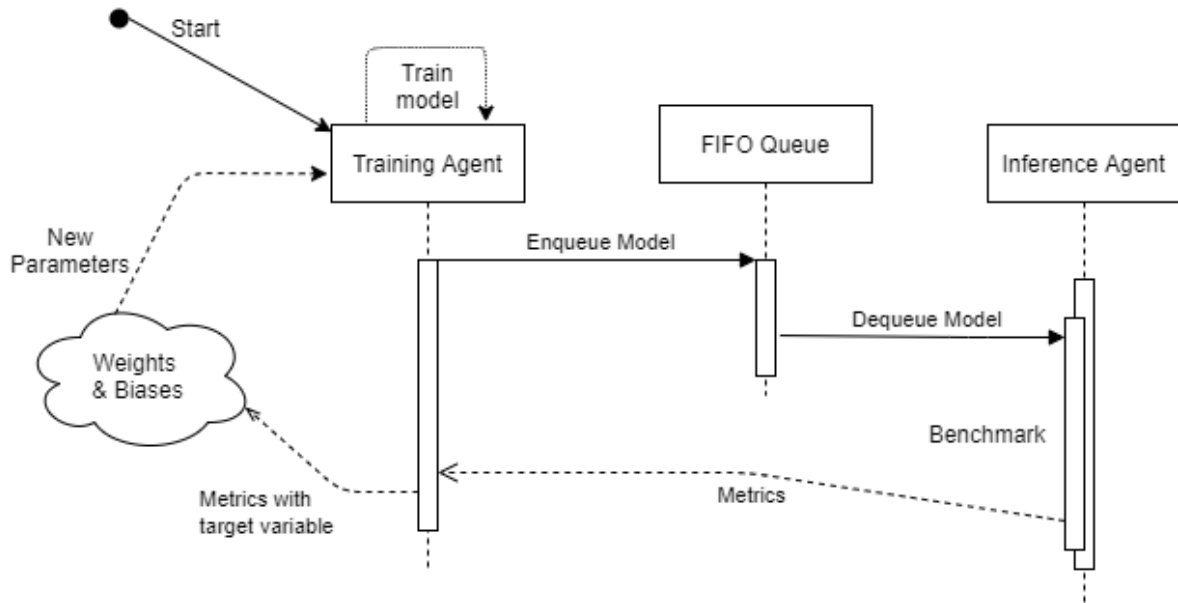 Start
Train
model
Training Agent
FIFO Queue
Inference Agent
New
Parameters
Enqueue Model
Dequeue Model
Weights
& Biases
Benchmark
Metrics
Metrics with
target variable